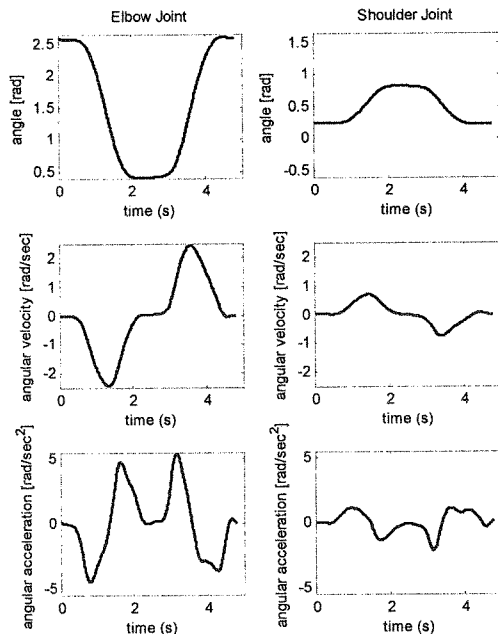 Elbow Joint
Shoulder Joint
angle [rad]
2.5
2
1.5
1
0.5
0 2 4
time (s)
angle [rad]
1.5
1
0.5
0
-0.5
0 2 4
time (s)
angular velocity [rad/sec]
2
1
0
-1
-2
0 2 4
time (s)
angular velocity [rad/sec]
2
1
0
-1
-2
0 2 4
time (s)
angular acceleration [rad/sec²]
5
0
-5
0 2 4
time (s)
angular acceleration [rad/sec²]
5
0
-5
0 2 4
time (s)